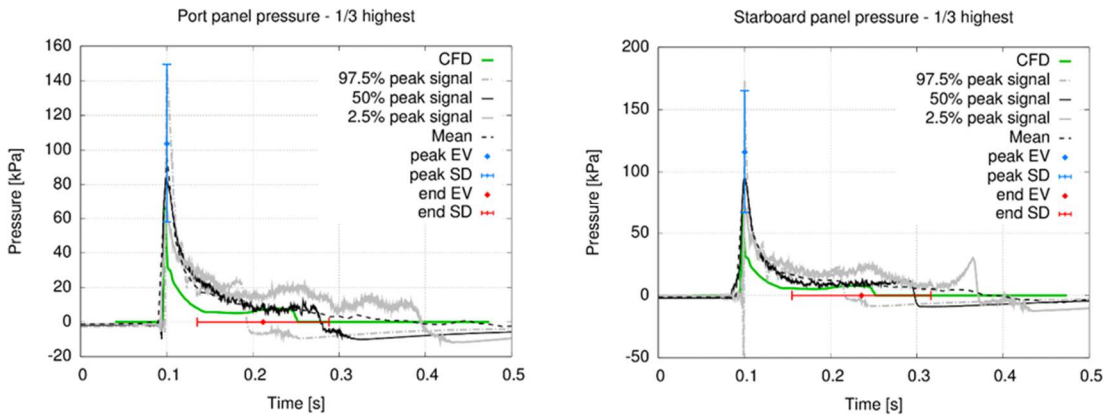 Port panel pressure - 1/3 highest
160
140
120
100
80
60
40
20
0
-20
Pressure [kPa]
CFD
97.5% peak signal
50% peak signal
2.5% peak signal
Mean
peak EV
peak SD
end EV
end SD
0 0.1 0.2 0.3 0.4 0.5
Time [s]
Starboard panel pressure - 1/3 highest
200
150
100
50
0
-50
Pressure [kPa]
CFD
97.5% peak signal
50% peak signal
2.5% peak signal
Mean
peak EV
peak SD
end EV
end SD
0 0.1 0.2 0.3 0.4 0.5
Time [s]